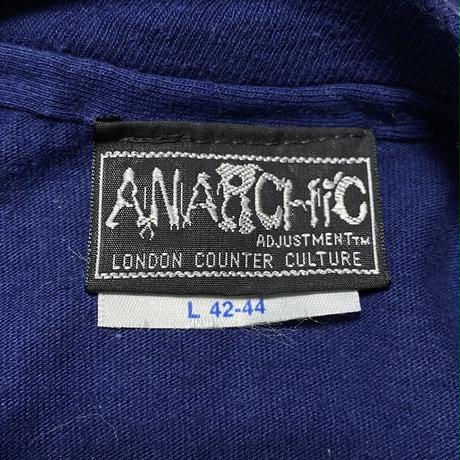 ANARCHIC
ADJUSTMENT™
LONDON COUNTER CULTURE
L 42-44